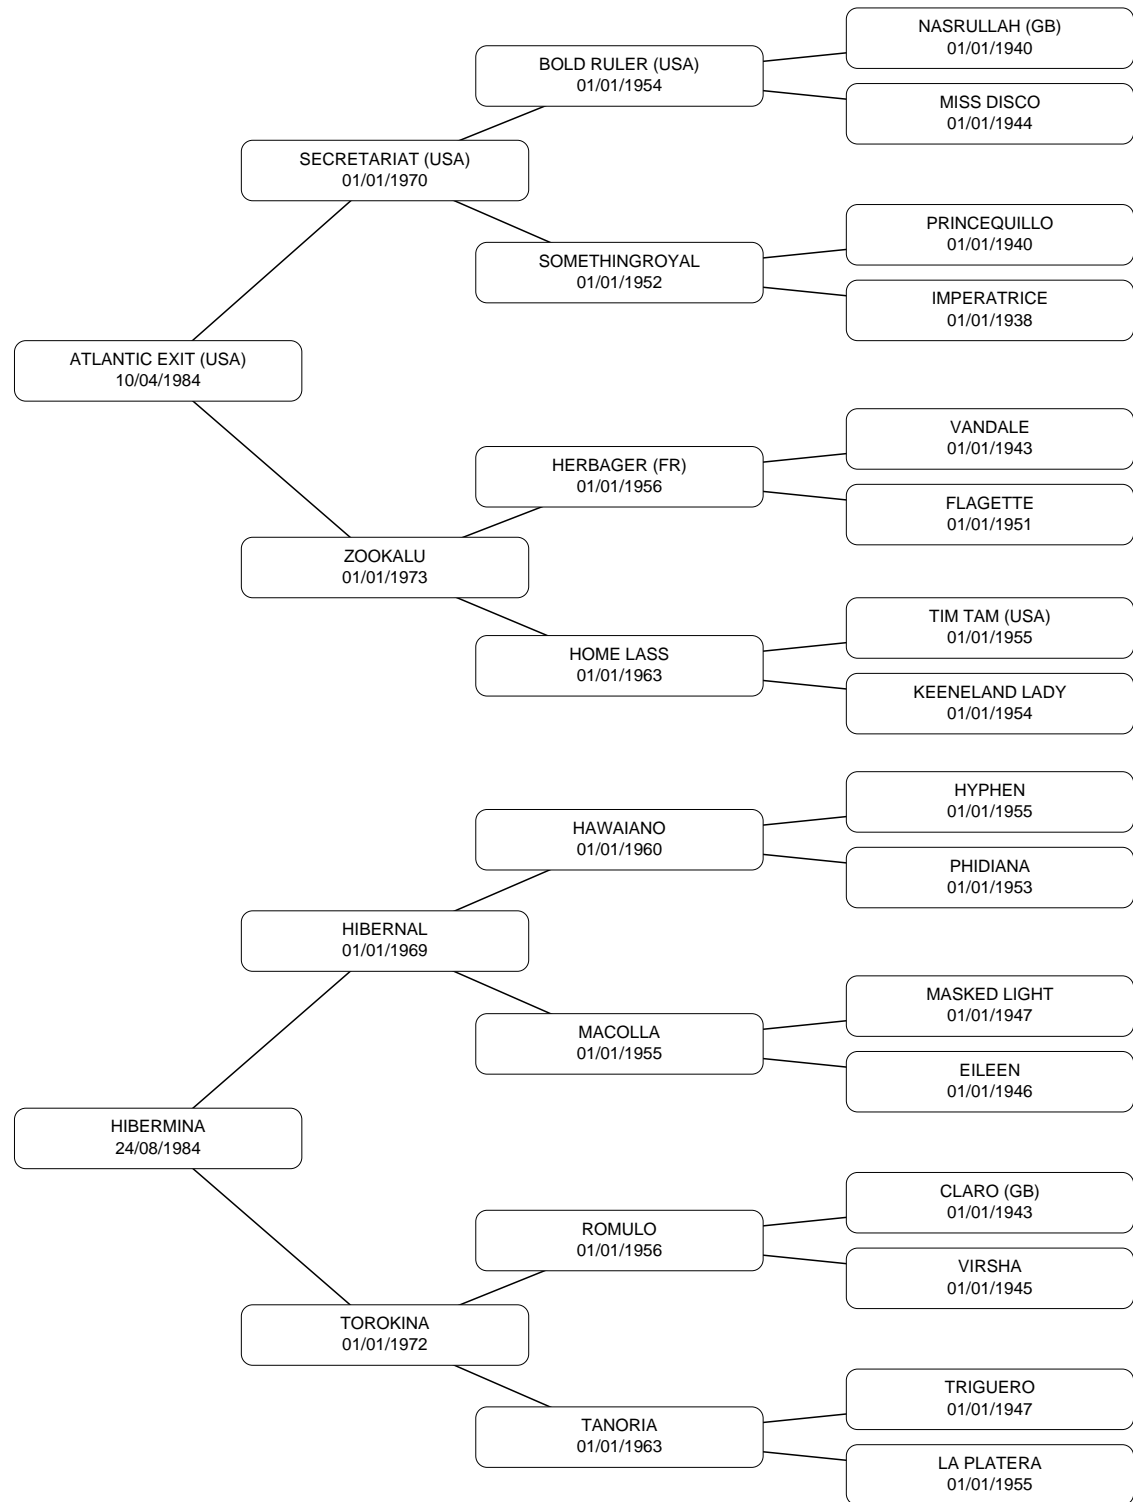 NASRULLAH (GB)
01/01/1940
BOLD RULER (USA)
01/01/1954
MISS DISCO
01/01/1944
SECRETARIAT (USA)
01/01/1970
PRINCEQUILLO
01/01/1940
SOMETHINGROYAL
01/01/1952
IMPERATRICE
01/01/1938
ATLANTIC EXIT (USA)
10/04/1984
VANDALE
01/01/1943
HERBAGER (FR)
01/01/1956
FLAGETTE
01/01/1951
ZOOKALU
01/01/1973
TIM TAM (USA)
01/01/1955
HOME LASS
01/01/1963
KEENELAND LADY
01/01/1954
HYPHEN
01/01/1955
HAWAIANO
01/01/1960
PHIDIANA
01/01/1953
HIBERNAL
01/01/1969
MASKED LIGHT
01/01/1947
MACOLLA
01/01/1955
EILEEN
01/01/1946
HIBERMINA
24/08/1984
CLARO (GB)
01/01/1943
ROMULO
01/01/1956
VIRSHA
01/01/1945
TOROKINA
01/01/1972
TRIGUERO
01/01/1947
TANORIA
01/01/1963
LA PLATERA
01/01/1955